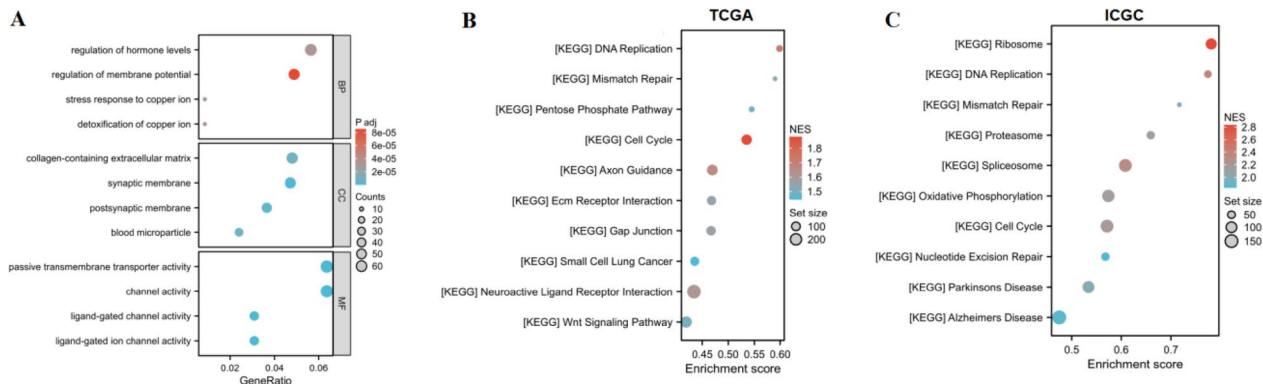 A
regulation of hormone levels
regulation of membrane potential
stress response to copper ion
detoxification of copper ion
BP
collagen-containing extracellular matrix
synaptic membrane
postsynaptic membrane
blood microparticle
CC
passive transmembrane transporter activity
channel activity
ligand-gated channel activity
ligand-gated ion channel activity
MF
0.02 0.04 0.06
GeneRatio
P adj
8e-05
6e-05
4e-05
2e-05
Counts
10
20
30
40
50
60
B
TCGA
[KEGG] DNA Replication
[KEGG] Mismatch Repair
[KEGG] Pentose Phosphate Pathway
[KEGG] Cell Cycle
[KEGG] Axon Guidance
[KEGG] Ecm Receptor Interaction
[KEGG] Gap Junction
[KEGG] Small Cell Lung Cancer
[KEGG] Neuroactive Ligand Receptor Interaction
[KEGG] Wnt Signaling Pathway
0.45 0.50 0.55 0.60
Enrichment score
NES
1.8
1.7
1.6
1.5
Set size
100
200
C
ICGC
[KEGG] Ribosome
[KEGG] DNA Replication
[KEGG] Mismatch Repair
[KEGG] Proteasome
[KEGG] Spliceosome
[KEGG] Oxidative Phosphorylation
[KEGG] Cell Cycle
[KEGG] Nucleotide Excision Repair
[KEGG] Parkinsons Disease
[KEGG] Alzheimers Disease
0.5 0.6 0.7
Enrichment score
NES
2.8
2.6
2.4
2.2
2.0
Set size
50
100
150